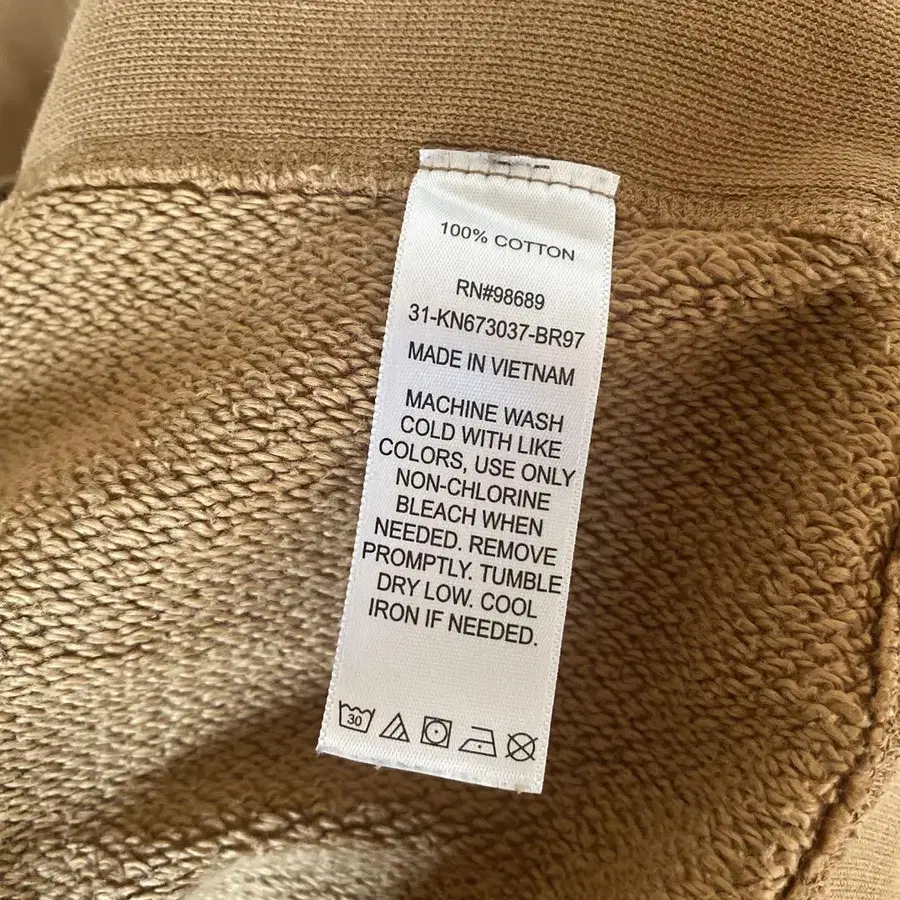 100% COTTON
RN#98689
31-KN673037-BR97
MADE IN VIETNAM
MACHINE WASH
COLD WITH LIKE
COLORS, USE ONLY
NON-CHLORINE
BLEACH WHEN
NEEDED. REMOVE
PROMPTLY. TUMBLE
DRY LOW. COOL
IRON IF NEEDED.
30